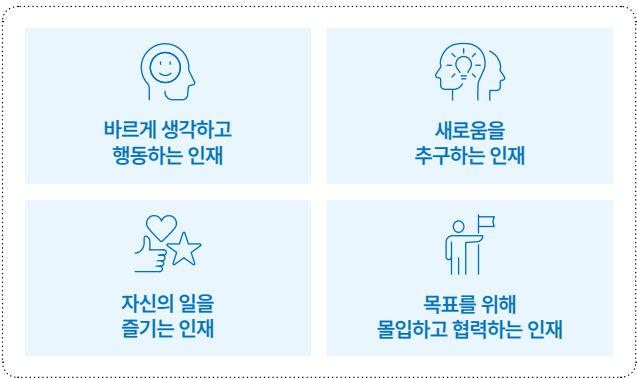 바르게 생각하고
행동하는 인재
새로움을
추구하는 인재
자신의 일을
즐기는 인재
목표를 위해
몰입하고 협력하는 인재